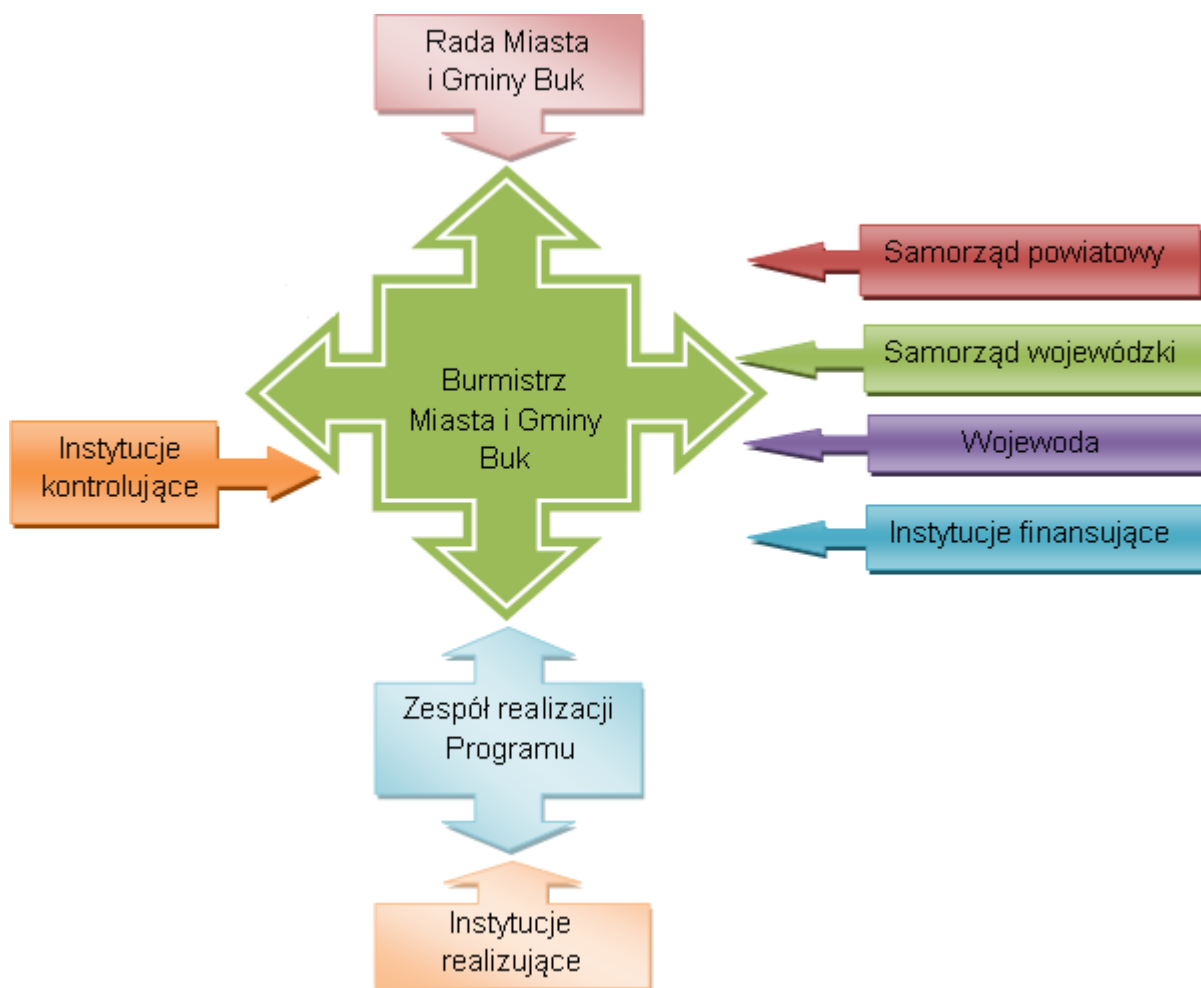 Rada Miasta
i Gminy Buk
Samorząd powiatowy
Samorząd wojewódzki
Burmistrz
Miasta i Gminy
Buk
Wojewoda
Instytucje
kontrolujące
Instytucje finansujące
Zespół realizacji
Programu
Instytucje
realizujące